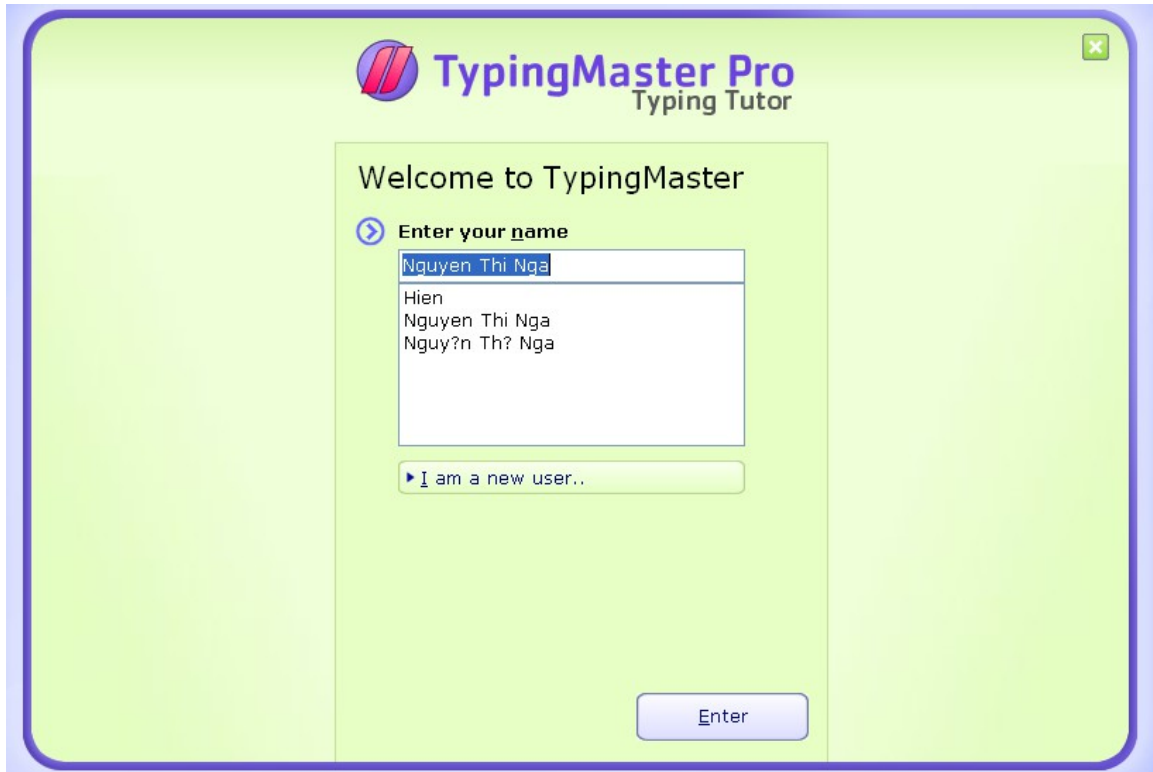 TypingMaster Pro
Typing Tutor
Welcome to TypingMaster
Enter your name
Nguyen Thi Nga
Hien
Nguyen Thi Nga
Nguy?n Th? Nga
I am a new user..
Enter